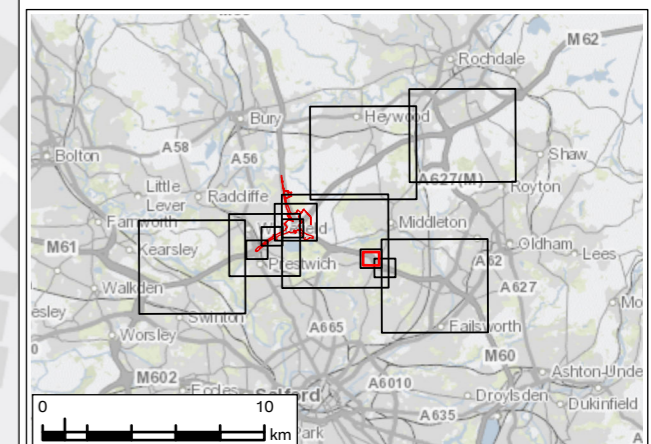 M62
Rochdale
Bury
Heywood
A58
Bolton
A56
Shaw
A627(M)
Little
Lever
Radcliffe
Royton
Farnworth
Middleton
M61
Kearsley
Prestwich
A62
Oldham
Lees
Walkden
A627
Swinton
Worsley
A665
Failsworth
M60
M602
Eccles
Salford
A6010
Ashton-Unde
Droylsden
Dukinfield
A635
0
10
km